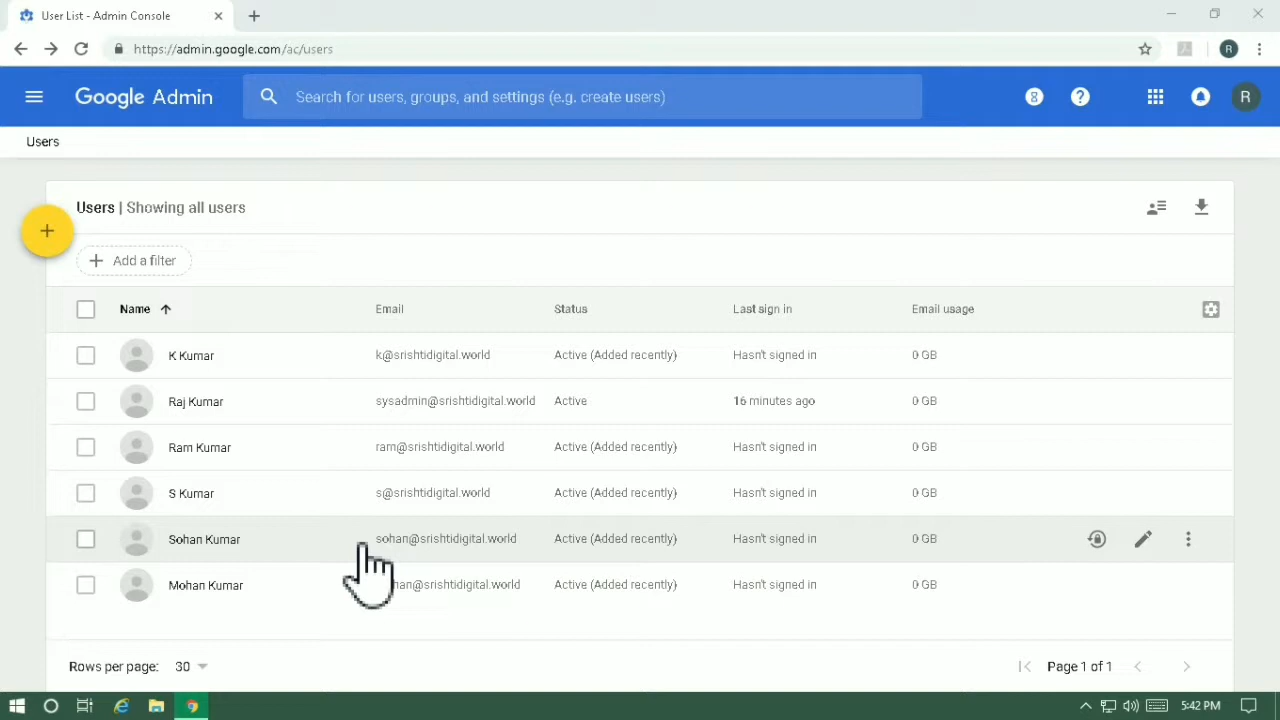 User List - Admin Console
https://admin.google.com/ac/users
R
Google Admin
Search for users, groups, and settings (e.g. create users)
8
?
R
Users
Users | Showing all users
Add a filter
Name Email Status Last sign in Email usage
K Kumar k@srishtidigital.world Active (Added recently) Hasn't signed in 0 GB
Raj Kumar sysadmin@srishtidigital.world Active 16 minutes ago 0 GB
Ram Kumar ram@srishtidigital.world Active (Added recently) Hasn't signed in 0 GB
S Kumar s@srishtidigital.world Active (Added recently) Hasn't signed in 0 GB
Sohan Kumar sohan@srishtidigital.world Active (Added recently) Hasn't signed in 0 GB
Mohan Kumar han@srishtidigital.world Active (Added recently) Hasn't signed in 0 GB
Rows per page: 30 Page 1 of 1
5:42 PM